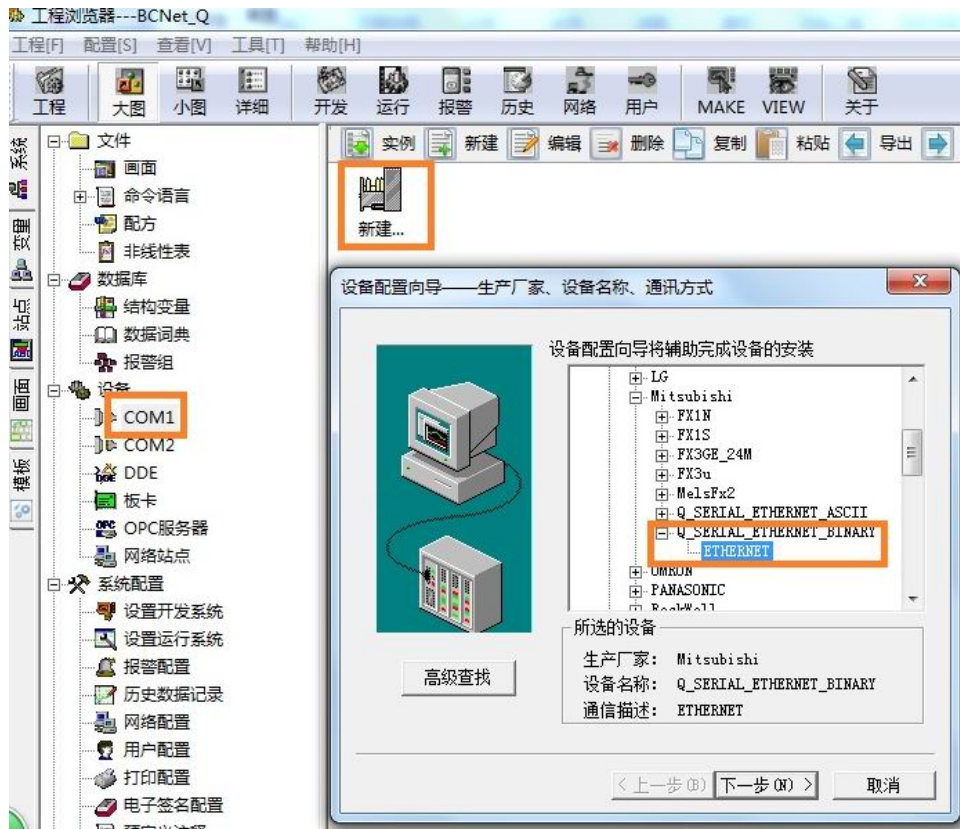 工程浏览器---BCNet_Q
工程[F] 配置[S] 查看[V] 工具[T] 帮助[H]
工程 大图 小图 详细 开发 运行 报警 历史 网络 用户 MAKE VIEW 关于
系统
变量
站点
画面
模板
文件
画面
命令语言
配方
非线性表
数据库
结构变量
数据词典
报警组
设备
COM1
COM2
DDE
板卡
OPC服务器
网络站点
系统配置
设置开发系统
设置运行系统
报警配置
历史数据记录
网络配置
用户配置
打印配置
电子签名配置
实例 新建 编辑 删除 复制 粘贴 导出
新建...
设备配置向导——生产厂家、设备名称、通讯方式
设备配置向导将辅助完成设备的安装
LG
Mitsubishi
FX1N
FX1S
FX3GE_24M
FX3u
MelsFx2
Q_SERIAL_ETHERNET_ASCII
Q_SERIAL_ETHERNET_BINARY
ETHERNET
OMRON
PANASONIC
RockWell
高级查找
所选的设备
生产厂家： Mitsubishi
设备名称： Q_SERIAL_ETHERNET_BINARY
通信描述： ETHERNET
<上一步(B) 下一步(N) > 取消